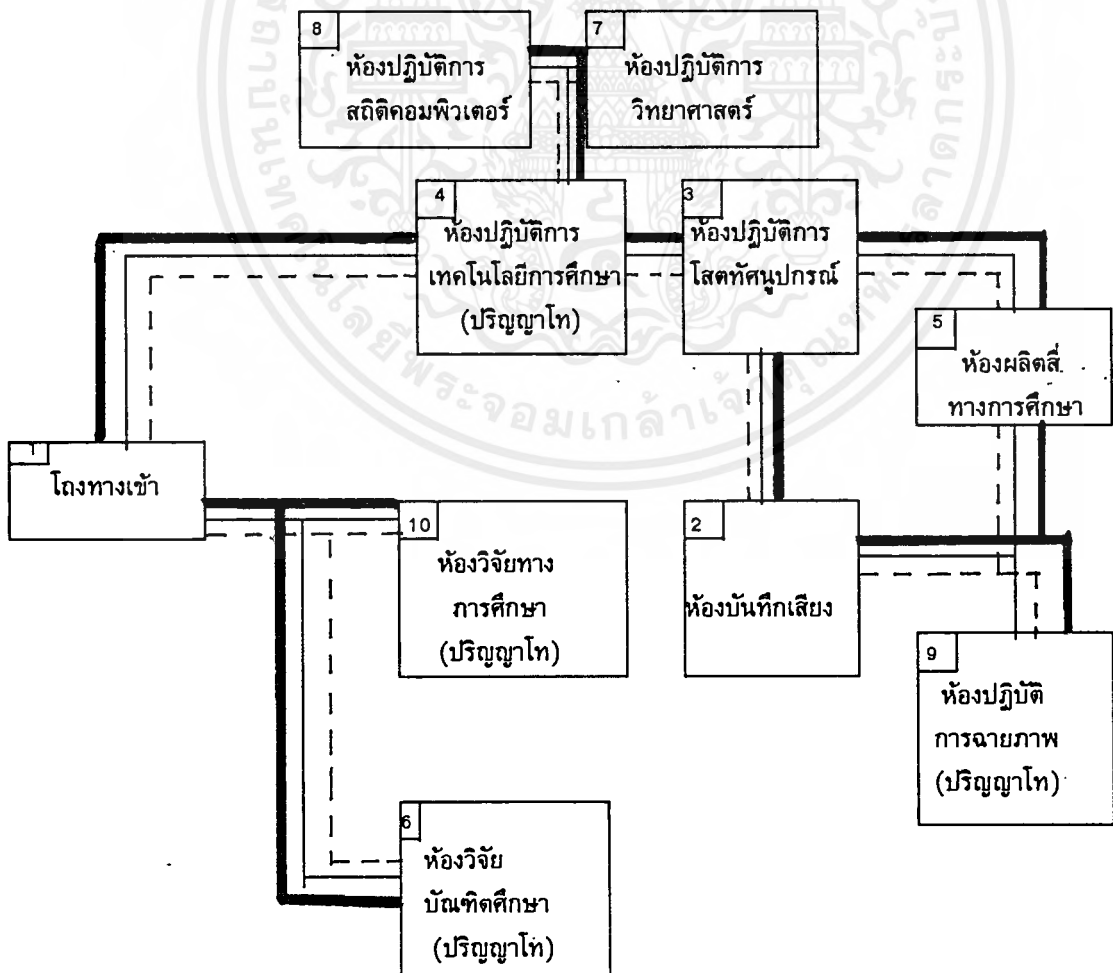 8
ห้องปฏิบัติการ
สถิติคอมพิวเตอร์
7
ห้องปฏิบัติการ
วิทยาศาสตร์
4
ห้องปฏิบัติการ
เทคโนโลยีการศึกษา
(ปริญญาโท)
3
ห้องปฏิบัติการ
โสตทัศนูปกรณ์
5
ห้องผลิตสื่
ทางการศึกษา
1
โถงทางเข้า
10
ห้องวิจัยทาง
การศึกษา
(ปริญญาโท)
2
ห้องบันทึกเสียง
9
ห้องปฏิบัติ
การฉายภาพ
(ปริญญาโท)
6
ห้องวิจัย
บัณฑิตศึกษา
(ปริญญาโท)